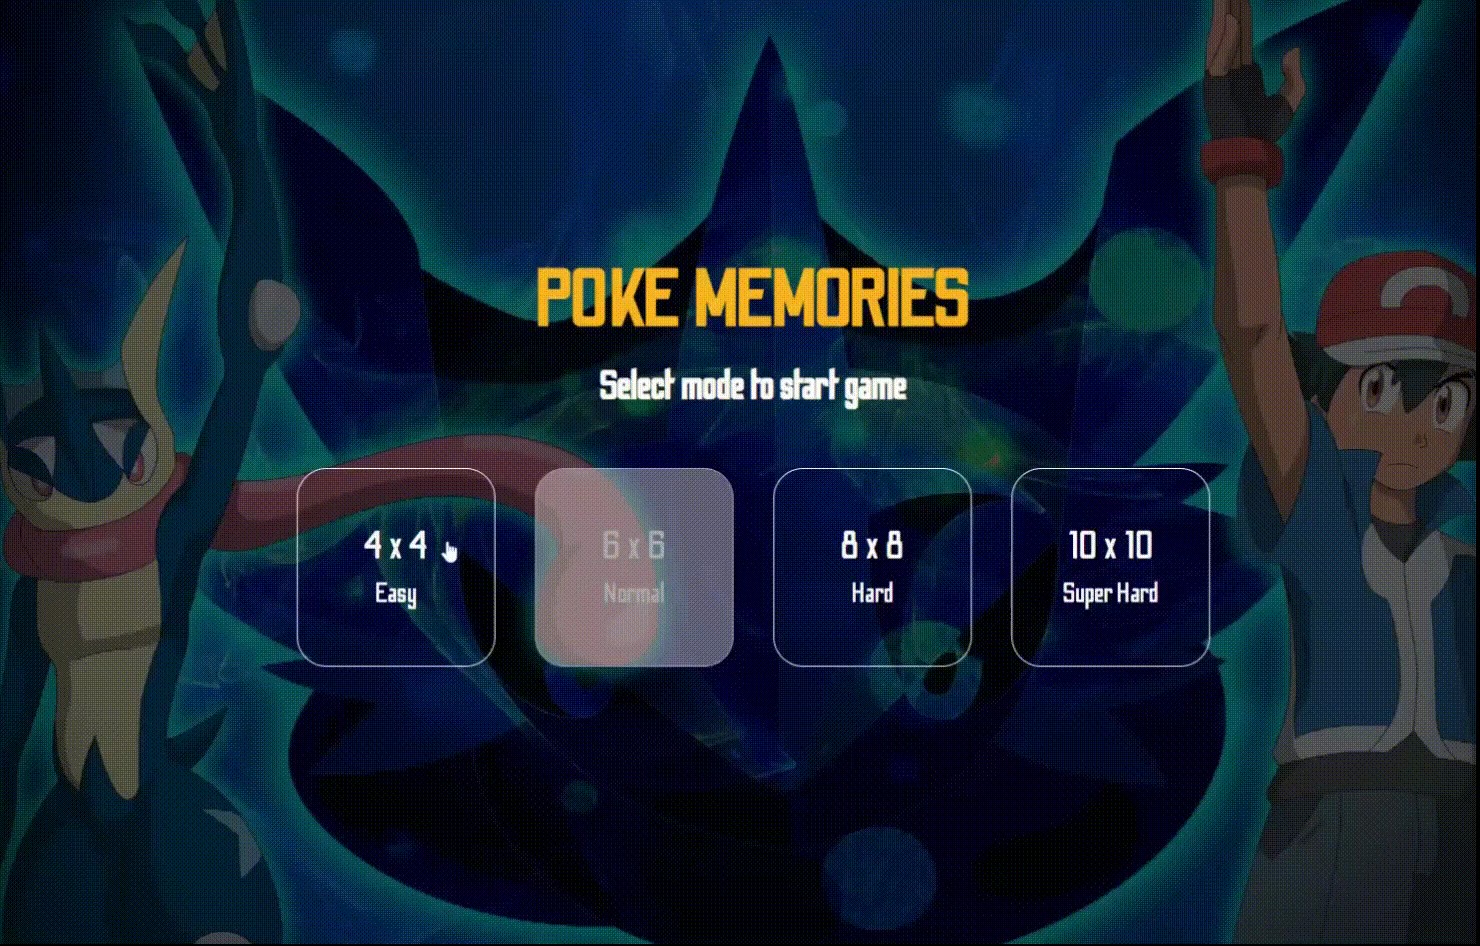 POKE MEMORIES
Select mode to start game
4 x 4
Easy
6 x 6
Normal
8 x 8
Hard
10 x 10
Super Hard